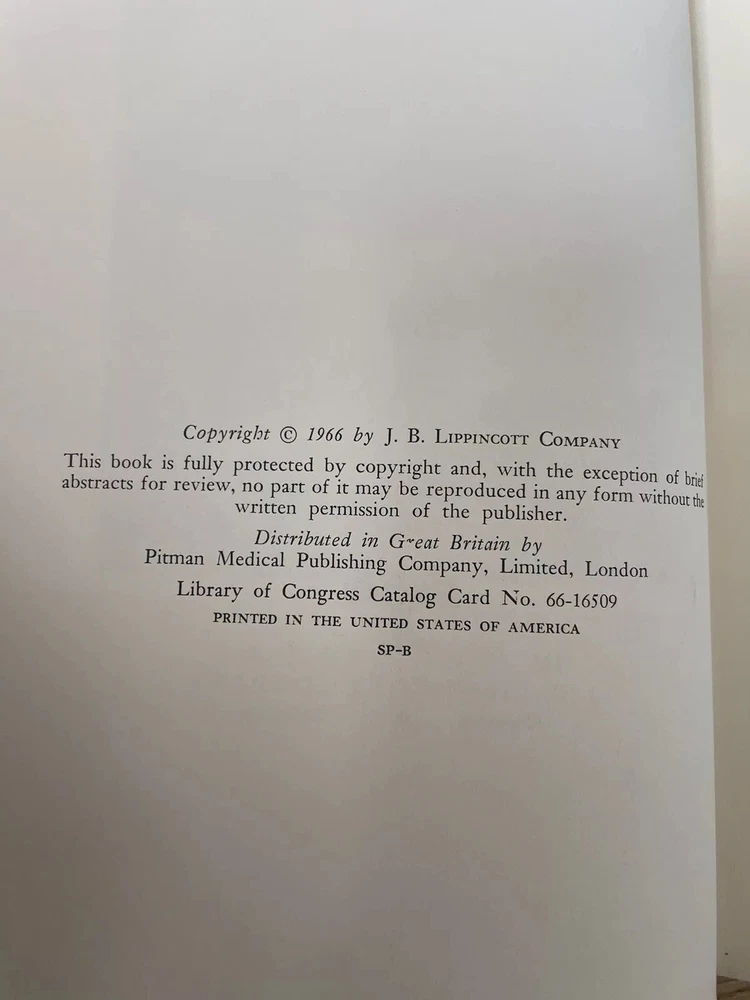 Copyright © 1966 by J. B. LIPPINCOTT COMPANY
This book is fully protected by copyright and, with the exception of brief
abstracts for review, no part of it may be reproduced in any form without the
written permission of the publisher.
Distributed in Great Britain by
Pitman Medical Publishing Company, Limited, London
Library of Congress Catalog Card No. 66-16509
PRINTED IN THE UNITED STATES OF AMERICA
SP-B